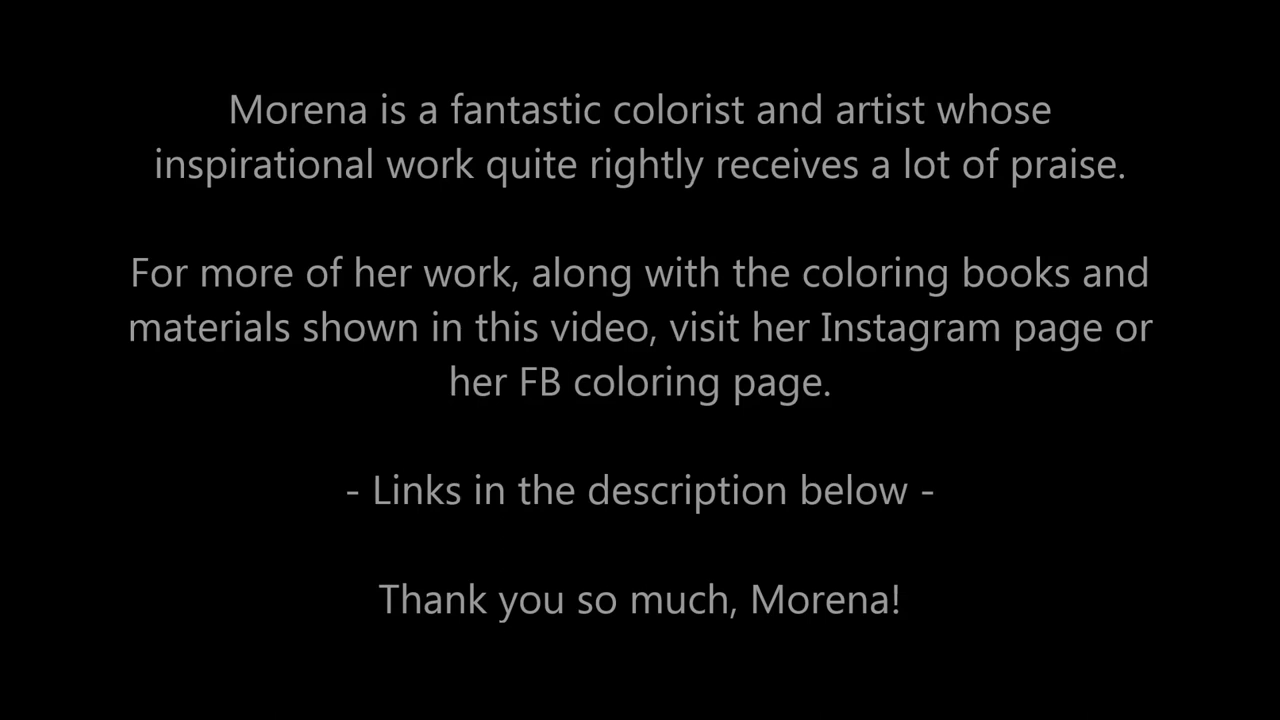 Morena is a fantastic colorist and artist whose
inspirational work quite rightly receives a lot of praise.
For more of her work, along with the coloring books and
materials shown in this video, visit her Instagram page or
her FB coloring page.
- Links in the description below -
Thank you so much, Morena!